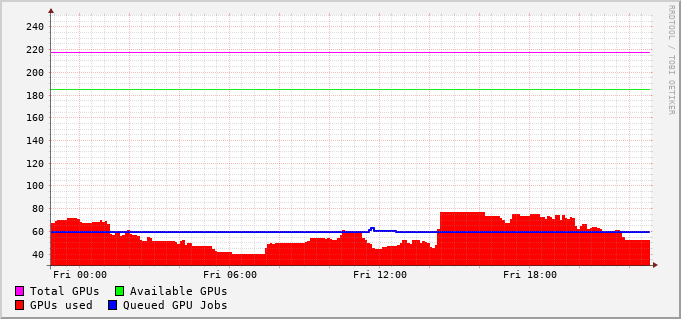 240
220
200
180
160
140
120
100
80
60
40
Fri 00:00 Fri 06:00 Fri 12:00 Fri 18:00
Total GPUs Available GPUs
GPUs used Queued GPU Jobs
RRDTOOL / TOBI OETIKER